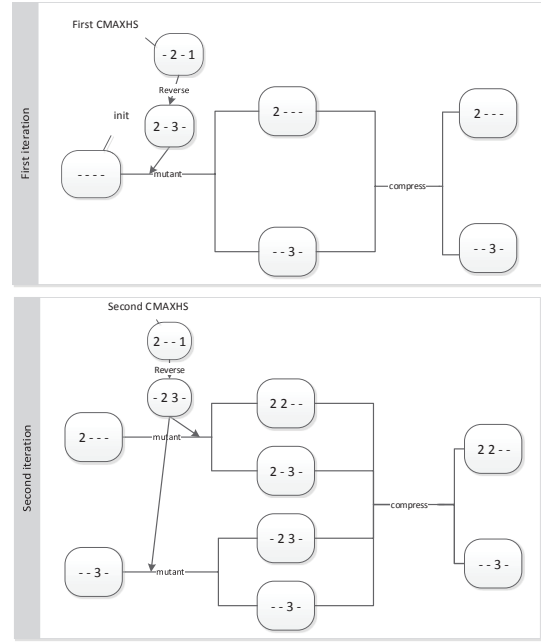 First iteration
First CMAXHS
- 2 - 1
Reverse
2 - 3 -
init
- - - -
mutant
2 - - -
- - 3 -
compress
2 - - -
- - 3 -
Second iteration
Second CMAXHS
2 - - 1
Reverse
- 2 3 -
2 - - -
mutant
2 2 - -
2 - 3 -
- - 3 -
mutant
- 2 3 -
- - 3 -
compress
2 2 - -
- - 3 -